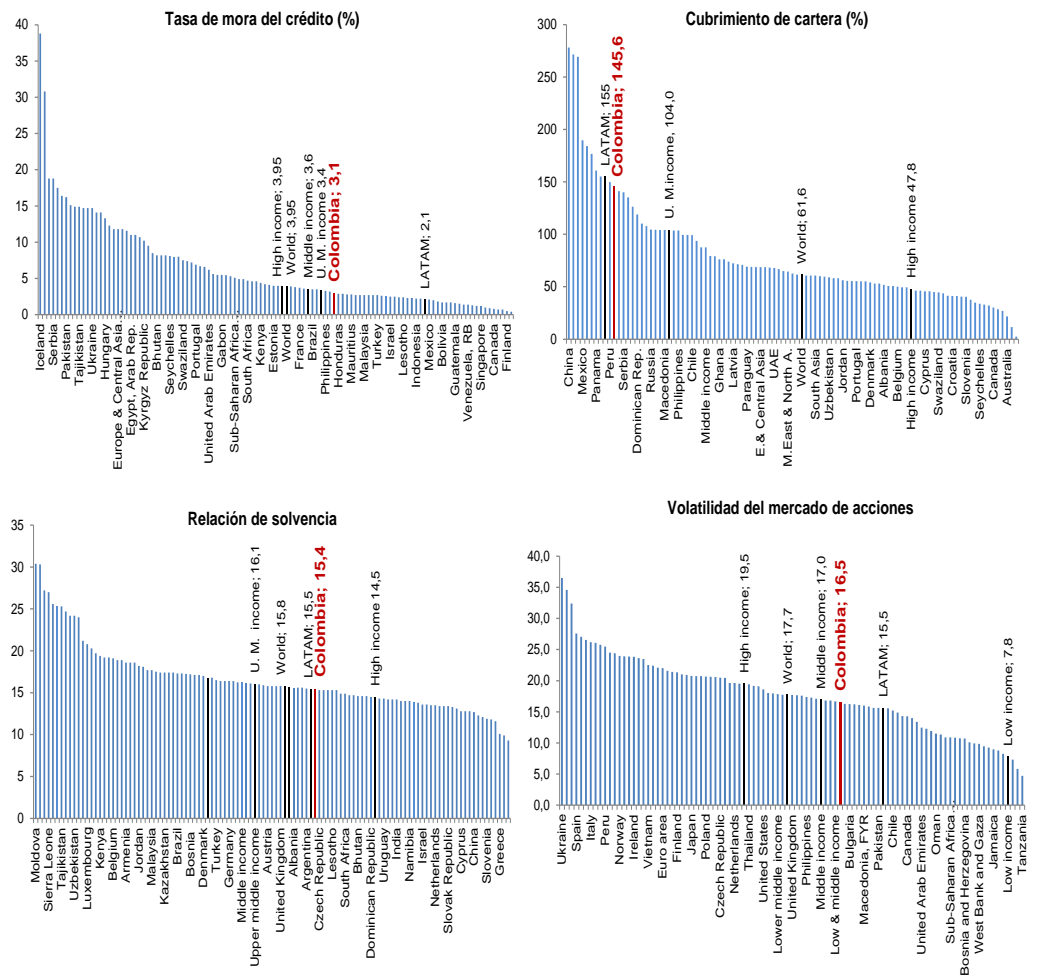 Tasa de mora del crédito (%)
40
35
30
25
20
15
10
5
0
High income; 3,95
World; 3,95
Middle income; 3,6
U. M. income 3,4
Colombia; 3,1
LATAM; 2,1
Iceland
Serbia
Pakistan
Tajikistan
Ukraine
Hungary
Europe & Central Asia.
Egypt, Arab Rep.
Kyrgyz Republic
Bhutan
Seychelles
Swaziland
Portugal
United Arab Emirates
Gabon
Sub-Saharan Africa.
South Africa
Kenya
Estonia
World
France
Brazil
Philippines
Honduras
Mauritius
Malaysia
Turkey
Israel
Lesotho
Indonesia
Mexico
Bolivia
Guatemala
Venezuela, RB
Singapore
Canada
Finland
Cubrimiento de cartera (%)
300
250
200
150
100
50
0
LATAM; 155
Colombia; 145,6
U. M.income, 104,0
World; 61,6
High income 47,8
China
Mexico
Panama
Peru
Serbia
Dominican Rep.
Russia
Macedonia
Philippines
Chile
Middle income
Ghana
Latvia
Paraguay
E.& Central Asia
UAE
M.East & North A.
World
South Asia
Uzbekistan
Jordan
Portugal
Denmark
Albania
Belgium
High income
Cyprus
Swaziland
Croatia
Slovenia
Seychelles
Canada
Australia
Relación de solvencia
35
30
25
20
15
10
5
0
U. M. income; 16,1
World; 15,8
LATAM; 15,5
Colombia; 15,4
High income 14,5
Moldova
Sierra Leone
Tajikistan
Uzbekistan
Luxembourg
Kenya
Belgium
Armenia
Jordan
Malaysia
Kazakhstan
Brazil
Bosnia
Denmark
Turkey
Germany
Middle income
Upper middle income
Austria
United Kingdom
Albania
Argentina
Czech Republic
Lesotho
South Africa
Bhutan
Dominican Republic
Uruguay
India
Namibia
Israel
Netherlands
Slovak Republic
Cyprus
China
Slovenia
Greece
Volatilidad del mercado de acciones
40,0
35,0
30,0
25,0
20,0
15,0
10,0
5,0
0,0
High income; 19,5
World; 17,7
Middle income; 17,0
Colombia; 16,5
LATAM; 15,5
Low income; 7,8
Ukraine
Spain
Italy
Peru
Norway
Ireland
Vietnam
Euro area
Finland
Japan
Poland
Czech Republic
Netherlands
Thailand
United States
Lower middle income
United Kingdom
Philippines
Middle income
Low & middle income
Bulgaria
Macedonia, FYR
Pakistan
Chile
Canada
United Arab Emirates
Oman
Sub-Saharan Africa.
Bosnia and Herzegovina
West Bank and Gaza
Jamaica
Low income
Tanzania